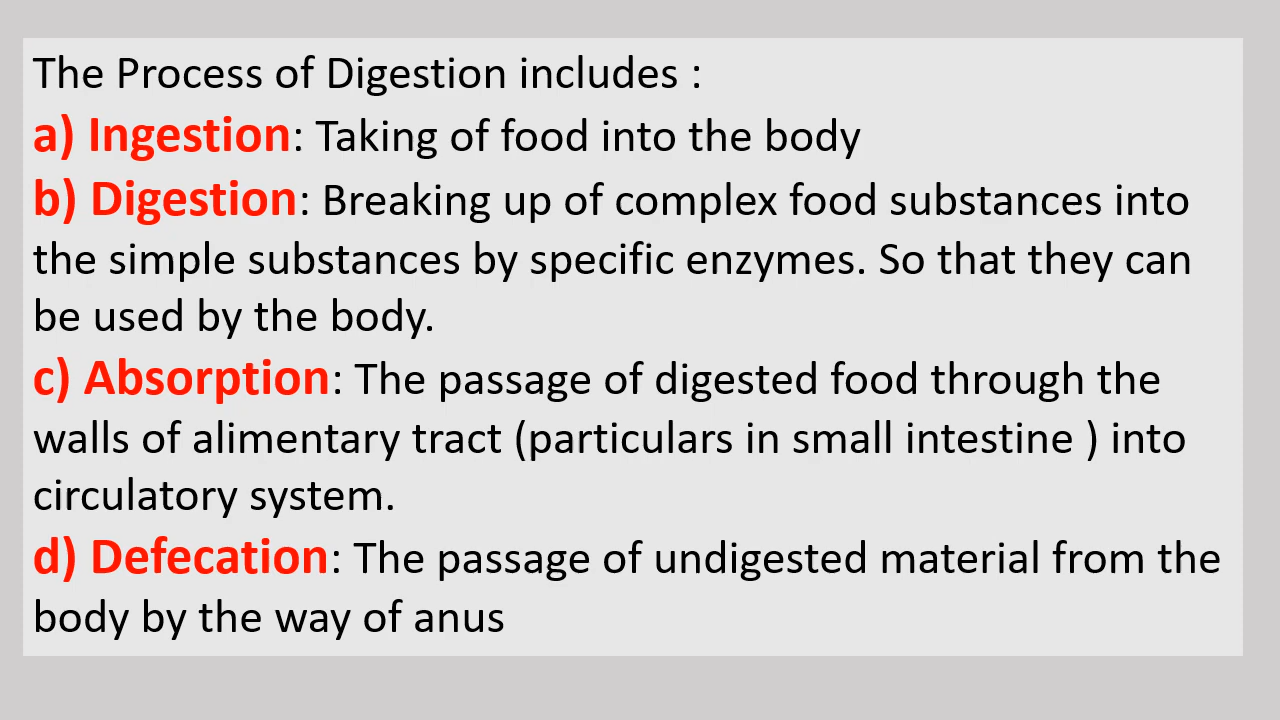 The Process of Digestion includes :
a) Ingestion: Taking of food into the body
b) Digestion: Breaking up of complex food substances into
the simple substances by specific enzymes. So that they can
be used by the body.
c) Absorption: The passage of digested food through the
walls of alimentary tract (particulars in small intestine ) into
circulatory system.
d) Defecation: The passage of undigested material from the
body by the way of anus